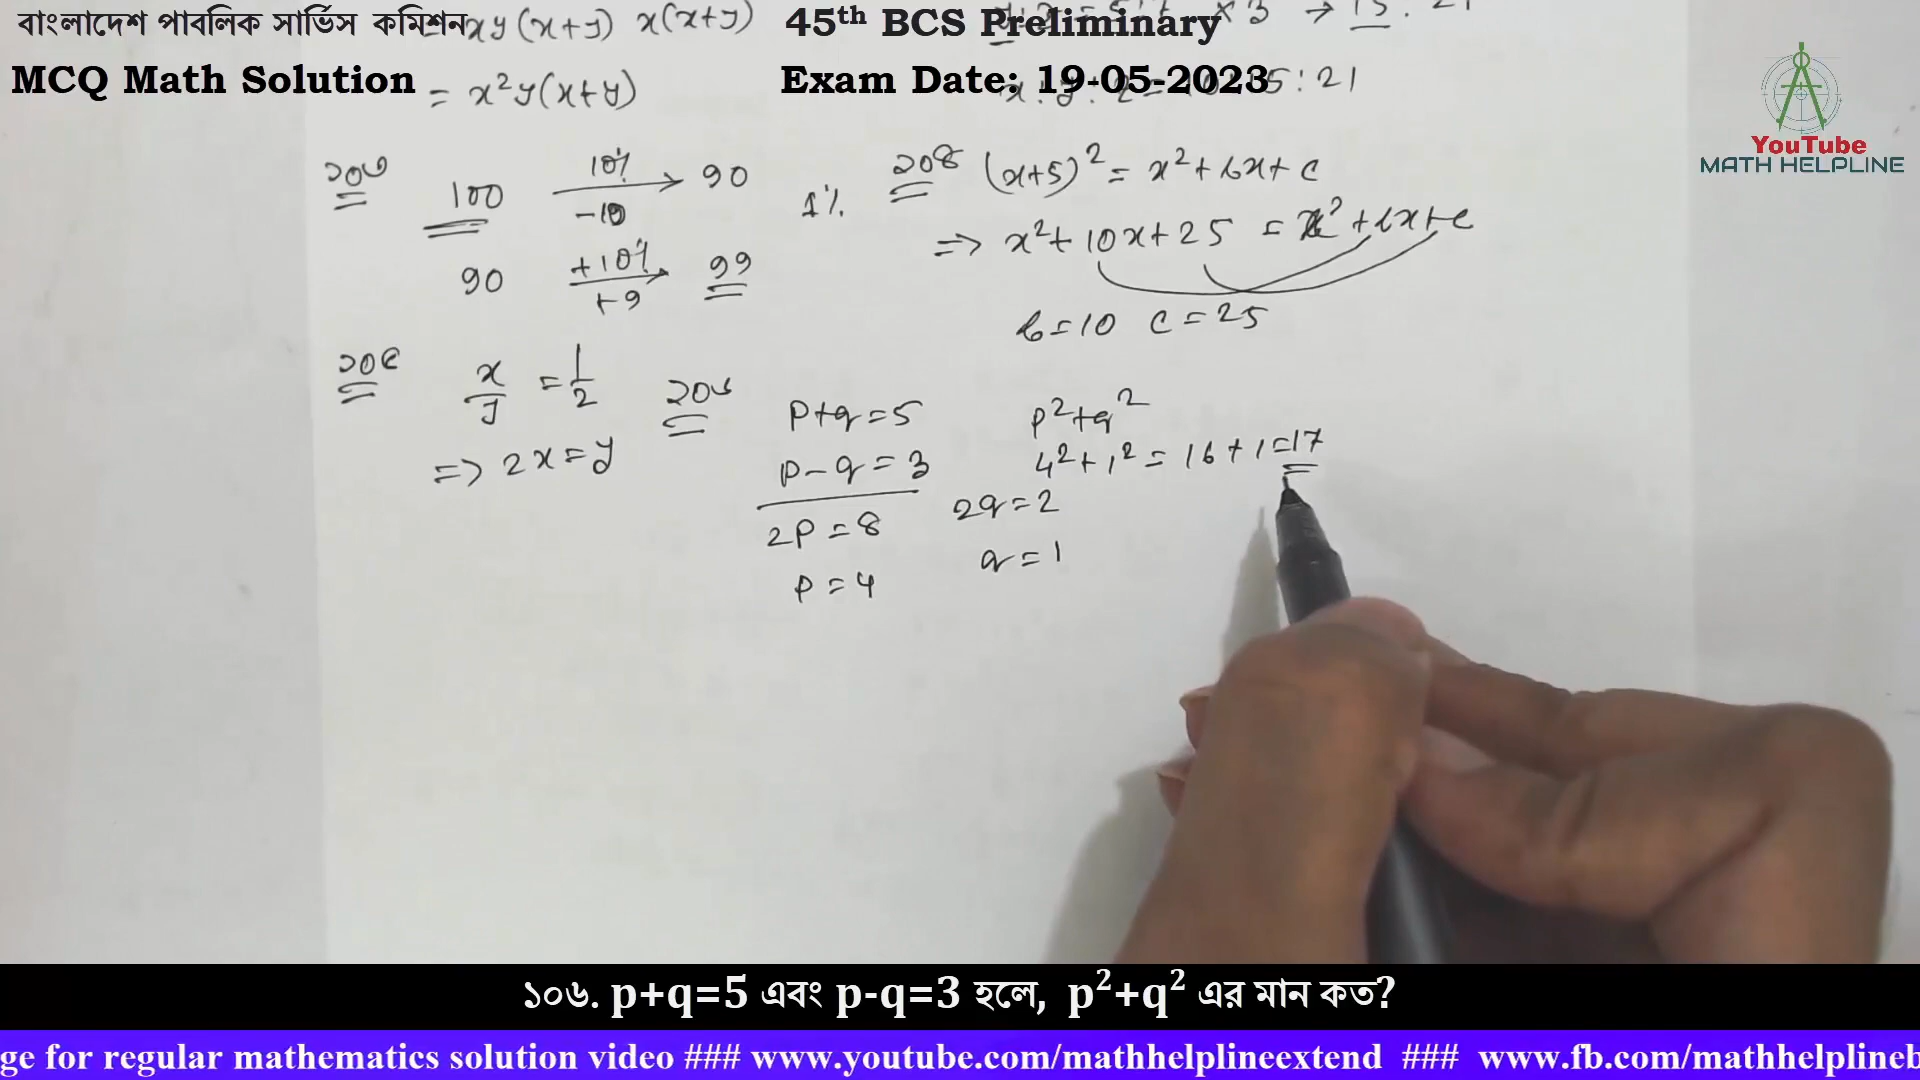 বাংলাদেশ পাবলিক সার্ভিস কমিশন
45th BCS Preliminary
MCQ Math Solution
Exam Date: 19-05-2023
YouTube
MATH HELPLINE
xy(x+y) x(x+y)
= x²y(x+y)
১০৩
100 10% -10 90 1%
90 +10% +9 99
১০৪ (x+5)² = x²+bx+c
=> x²+10x+25 = x²+bx+c
b=10 c=25
১০৫
x/y = 1/2
=> 2x=y
১০৬
p+q=5
p-q=3
2p=8
p=4
p²+q²
4²+1² = 16+1=17
2q=2
q=1
১০৬. p+q=5 এবং p-q=3 হলে, p²+q² এর মান কত?
ge for regular mathematics solution video ### www.youtube.com/mathhelplineextend ### www.fb.com/mathhelplineb